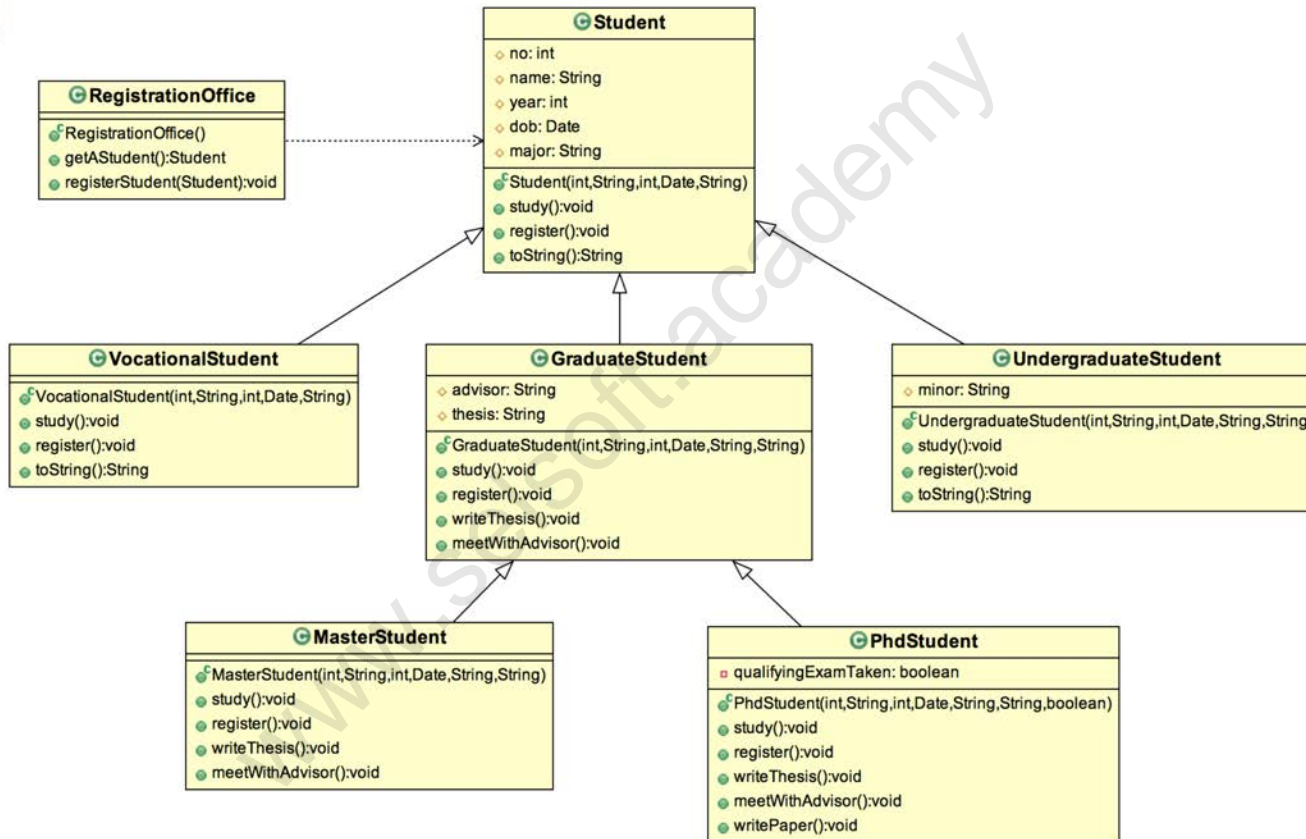 Student
no: int
name: String
year: int
dob: Date
major: String
Student(int,String,int,Date,String)
study():void
register():void
toString():String
RegistrationOffice
RegistrationOffice()
getAStudent():Student
registerStudent(Student):void
VocationalStudent
VocationalStudent(int,String,int,Date,String)
study():void
register():void
toString():String
GraduateStudent
advisor: String
thesis: String
GraduateStudent(int,String,int,Date,String,String)
study():void
register():void
writeThesis():void
meetWithAdvisor():void
UndergraduateStudent
minor: String
UndergraduateStudent(int,String,int,Date,String,String
study():void
register():void
toString():String
MasterStudent
MasterStudent(int,String,int,Date,String,String)
study():void
register():void
writeThesis():void
meetWithAdvisor():void
PhdStudent
qualifyingExamTaken: boolean
PhdStudent(int,String,int,Date,String,String,boolean)
study():void
register():void
writeThesis():void
meetWithAdvisor():void
writePaper():void
www.selsoft.academy